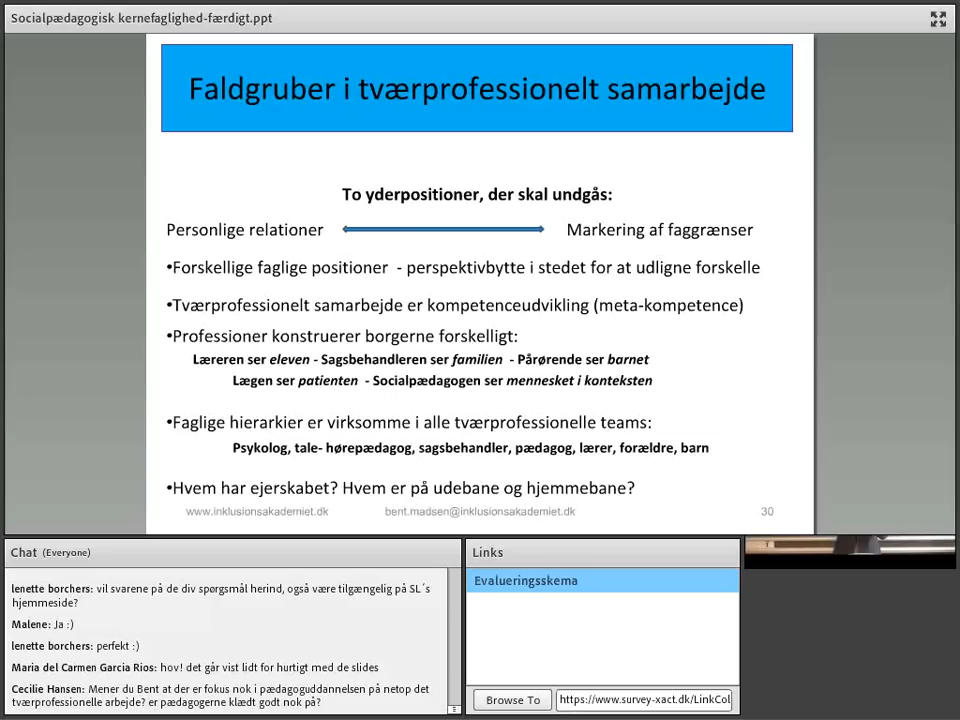 Socialpædagogisk kernefaglighed-færdigt.ppt
Faldgruber i tværprofessionelt samarbejde
To yderpositioner, der skal undgås:
Personlige relationer
Markering af faggrænser
•Forskellige faglige positioner - perspektivbytte i stedet for at udligne forskelle
•Tværprofessionelt samarbejde er kompetenceudvikling (meta-kompetence)
•Professioner konstruerer borgerne forskelligt:
Læreren ser eleven - Sagsbehandleren ser familien - Pårørende ser barnet
Lægen ser patienten - Socialpædagogen ser mennesket i konteksten
•Faglige hierarkier er virksomme i alle tværprofessionelle teams:
Psykolog, tale- hørepædagog, sagsbehandler, pædagog, lærer, forældre, barn
•Hvem har ejerskabet? Hvem er på udebane og hjemmebane?
www.inklusionsakademiet.dk
bent.madsen@inklusionsakademiet.dk
30
Chat (Everyone)
lenette borchers: vil svarene på de div spørgsmål herind, også være tilgængelig på SL´s
hjemmeside?
Malene: Ja :)
lenette borchers: perfekt :)
Maria del Carmen Garcia Rios: hov! det går vist lidt for hurtigt med de slides
Cecilie Hansen: Mener du Bent at der er fokus nok i pædagoguddannelsen på netop det
tværprofessionelle arbejde? er pædagogerne klædt godt nok på?
Links
Evalueringsskema
Browse To
https://www.survey-xact.dk/LinkCol